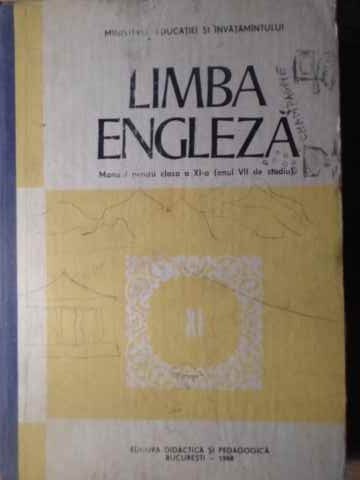 MINISTERUL EDUCAȚIEI ȘI ÎNVĂȚĂMÎNTULUI
LIMBA
ENGLEZĂ
CHAMPAGNE
Manual pentru clasa a XI-a (anul VII de studiu)
XI
EDITURA DIDACTICĂ ȘI PEDAGOGICĂ
BUCUREȘTI – 1988